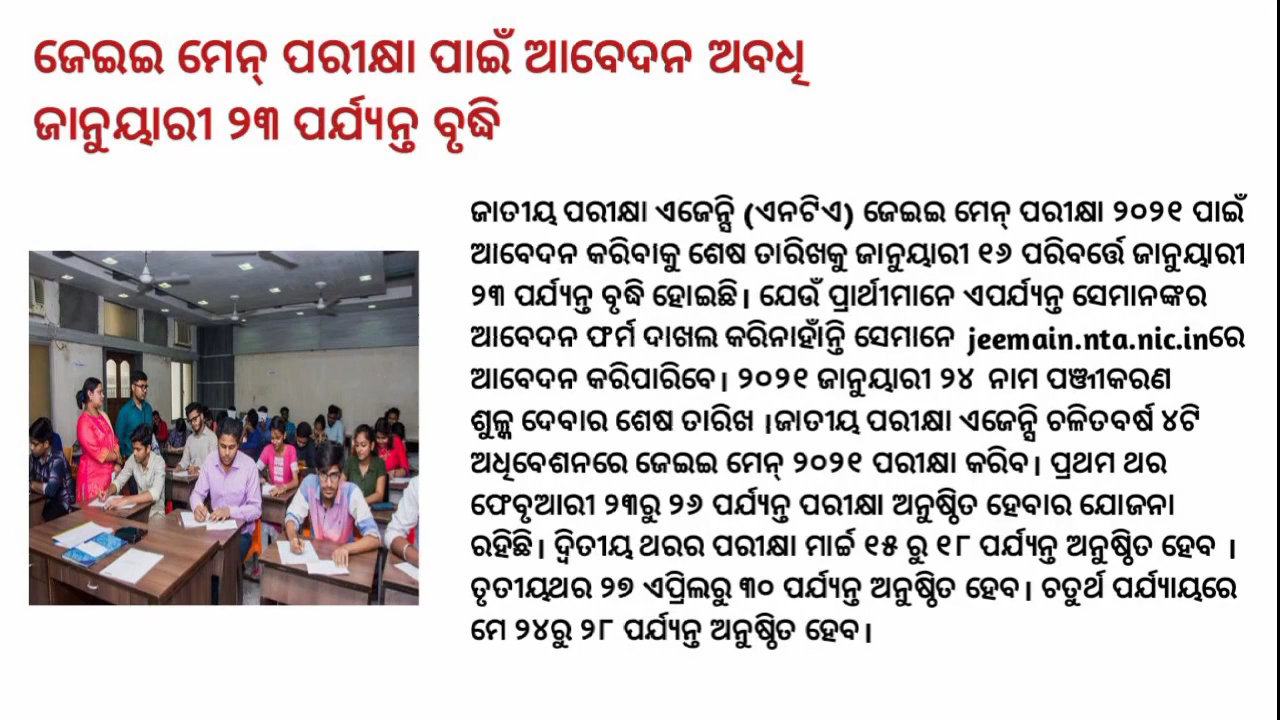 ଜେଇଇ ମେନ୍ ପରୀକ୍ଷା ପାଇଁ ଆବେଦନ ଅବଧି
ଜାନୁୟାରୀ ୨୩ ପର୍ଯ୍ୟନ୍ତ ବୃଦ୍ଧି
ଜାତୀୟ ପରୀକ୍ଷା ଏଜେନ୍ସି (ଏନଟିଏ) ଜେଇଇ ମେନ୍ ପରୀକ୍ଷା ୨୦୨୧ ପାଇଁ
ଆବେଦନ କରିବାକୁ ଶେଷ ତାରିଖକୁ ଜାନୁୟାରୀ ୧୬ ପରିବର୍ତ୍ତେ ଜାନୁୟାରୀ
୨୩ ପର୍ଯ୍ୟନ୍ତ ବୃଦ୍ଧି ହୋଇଛି। ଯେଉଁ ପ୍ରାର୍ଥୀମାନେ ଏପର୍ଯ୍ୟନ୍ତ ସେମାନଙ୍କର
ଆବେଦନ ଫର୍ମ ଦାଖଲ କରିନାହାଁନ୍ତି ସେମାନେ jeemain.nta.nic.inରେ
ଆବେଦନ କରିପାରିବେ। ୨୦୨୧ ଜାନୁୟାରୀ ୨୪ ନାମ ପଞ୍ଜୀକରଣ
ଶୁଳ୍କ ଦେବାର ଶେଷ ତାରିଖ ।ଜାତୀୟ ପରୀକ୍ଷା ଏଜେନ୍ସି ଚଳିତବର୍ଷ ୪ଟି
ଅଧିବେଶନରେ ଜେଇଇ ମେନ୍ ୨୦୨୧ ପରୀକ୍ଷା କରିବ। ପ୍ରଥମ ଥର
ଫେବୃଆରୀ ୨୩ରୁ ୨୬ ପର୍ଯ୍ୟନ୍ତ ପରୀକ୍ଷା ଅନୁଷ୍ଠିତ ହେବାର ଯୋଜନା
ରହିଛି। ଦ୍ୱିତୀୟ ଥରର ପରୀକ୍ଷା ମାର୍ଚ୍ଚ ୧୫ ରୁ ୧୮ ପର୍ଯ୍ୟନ୍ତ ଅନୁଷ୍ଠିତ ହେବ ।
ତୃତୀୟଥର ୨୭ ଏପ୍ରିଲରୁ ୩୦ ପର୍ଯ୍ୟନ୍ତ ଅନୁଷ୍ଠିତ ହେବ। ଚତୁର୍ଥ ପର୍ଯ୍ୟାୟରେ
ମେ ୨୪ରୁ ୨୮ ପର୍ଯ୍ୟନ୍ତ ଅନୁଷ୍ଠିତ ହେବ।